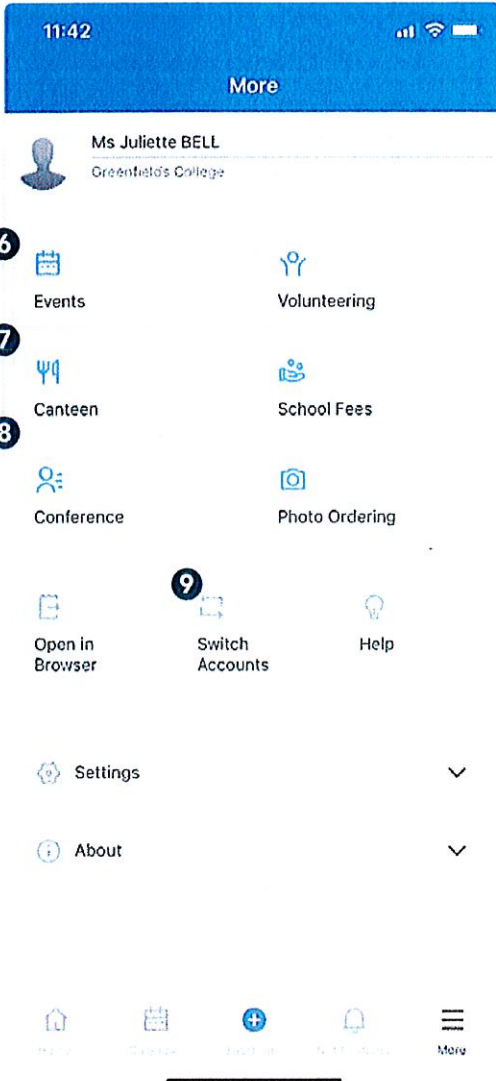 11:42
More
Ms Juliette BELL
Greenfield's College
6
Events
Volunteering
7
Canteen
School Fees
8
Conference
Photo Ordering
9
Open in Browser
Switch Accounts
Help
Settings
About
More